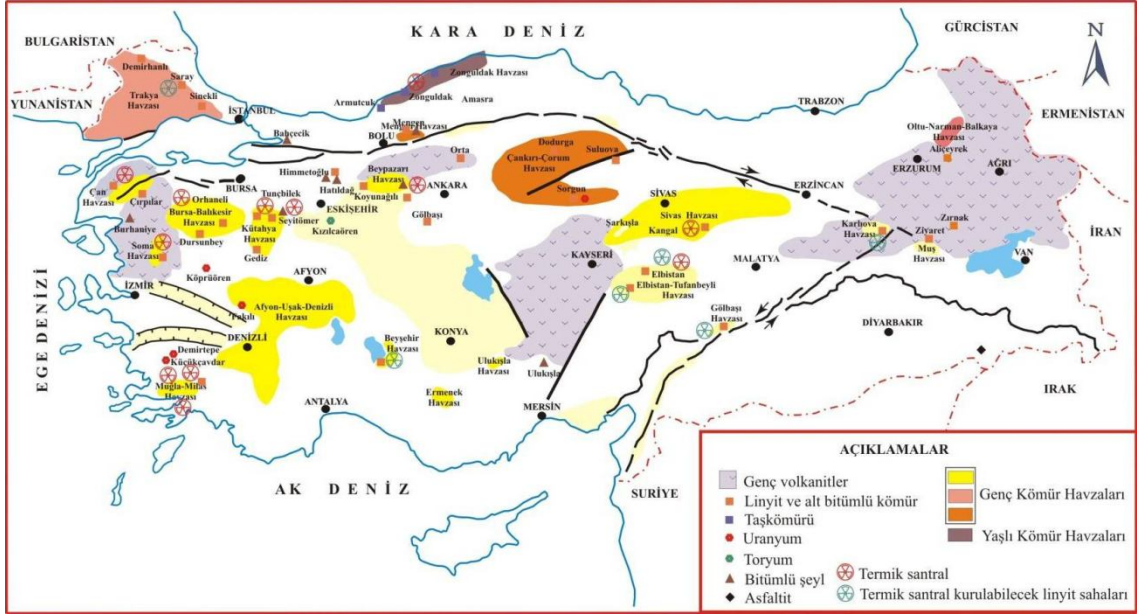 KARA DENİZ
BULGARİSTAN
GÜRCİSTAN
YUNANİSTAN
ERMENİSTAN
İRAN
IRAK
SURİYE
EGE DENİZİ
AK DENİZ
Demirhanlı
Saray
Trakya
Havzası
Sinekli
İSTANBUL
Bahçecik
Armutcuk
Zonguldak Havzası
Zonguldak
Amasra
BOLU
Mengen
Mengen Havzası
Orta
Dodurga
Çankırı-Çorum
Havzası
Suluova
Sorgun
TRABZON
Oltu-Narman-Balkaya
Havzası
Aliçeyrek
ERZURUM
AĞRI
ERZİNCAN
Himmetoğlu
Hatıldağ
Beypazarı
Havzası
Koyunağılı
ANKARA
Gölbaşı
BURSA
Çan
Havzası
Çırpılar
Orhaneli
Bursa-Balıkesir
Havzası
Dursunbey
Burhaniye
Tunçbilek
Seyitömer
Kütahya
Havzası
Gediz
ESKİŞEHİR
Kızılcaören
Soma
Havzası
Köprüören
İZMİR
AFYON
Afyon-Uşak-Denizli
Havzası
DENİZLİ
Demirtepe
Küçükçavdar
Muğla-Milas
Havzası
ANTALYA
Beyşehir
Havzası
KONYA
Ermenek
Havzası
Ulukışla
Havzası
Ulukışla
MERSİN
KAYSERİ
SİVAS
Şarkışla
Sivas Havzası
Kangal
Elbistan
Elbistan-Tufanbeyli
Havzası
MALATYA
Gölbaşı
Havzası
DİYARBAKIR
Karlıova
Havzası
Ziyaret
Zırnak
Muş
Havzası
VAN
AÇIKLAMALAR
Genç volkanitler
Linyit ve alt bitümlü kömür
Taşkömürü
Uranyum
Toryum
Bitümlü şeyl
Asfaltit
Genç Kömür Havzaları
Yaşlı Kömür Havzaları
Termik santral
Termik santral kurulabilecek linyit sahaları